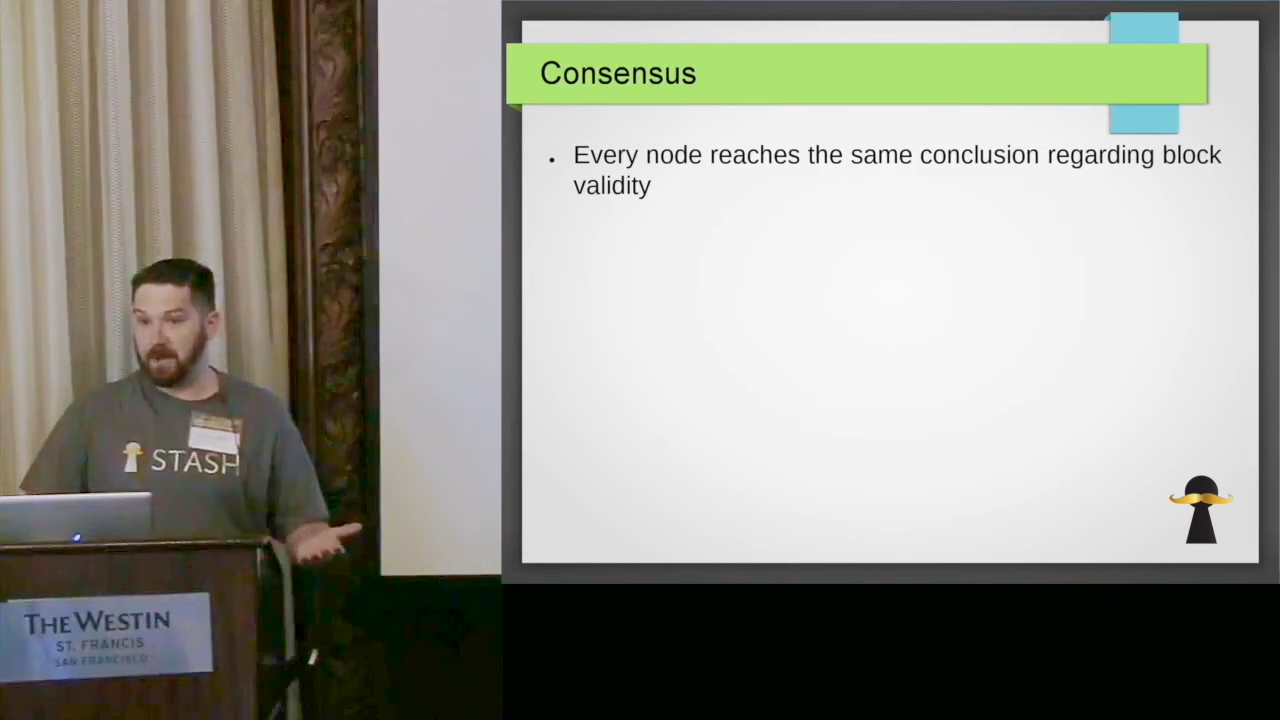 Consensus
Every node reaches the same conclusion regarding block
validity
STASH
THE WESTIN
ST. FRANCIS
SAN FRANCISCO